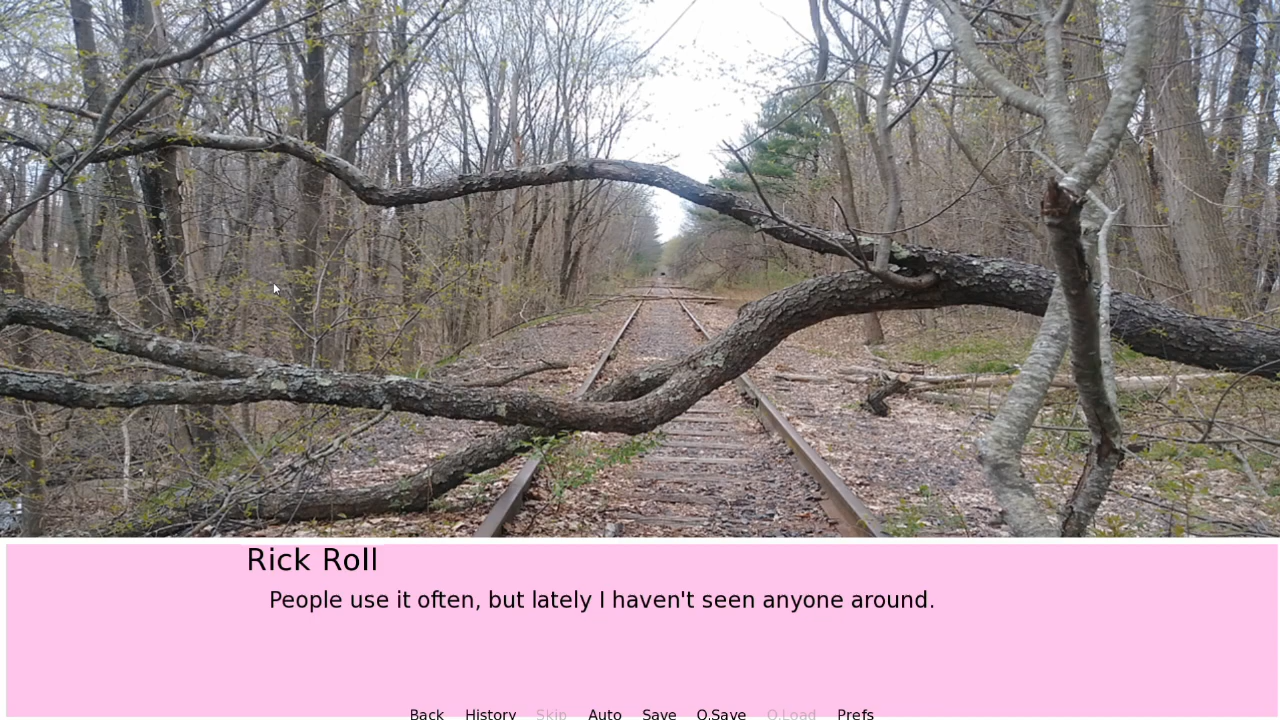 Rick Roll
People use it often, but lately I haven't seen anyone around.
Back History Skip Auto Save Q.Save Q.Load Prefs